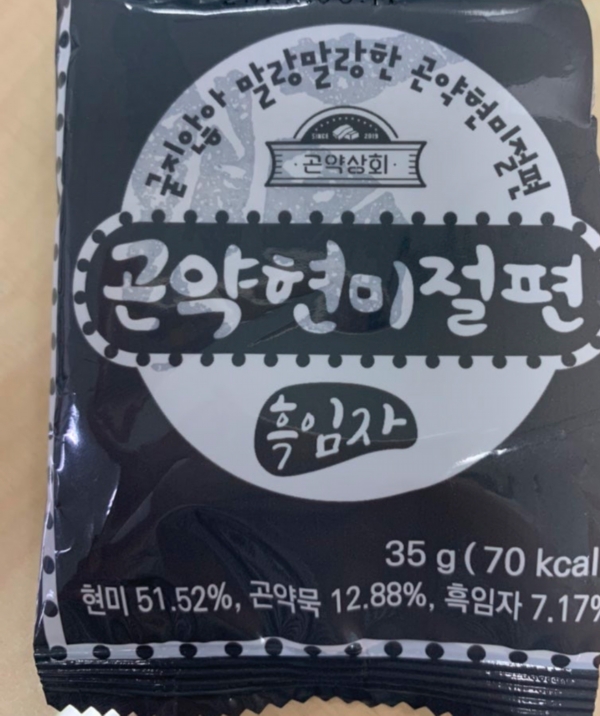 굳지않아 말랑말랑한 곤약현미절편
SINCE 2019
·곤약상회·
곤약현미절편
흑임자
35 g ( 70 kcal
현미 51.52%, 곤약묵 12.88%, 흑임자 7.17%